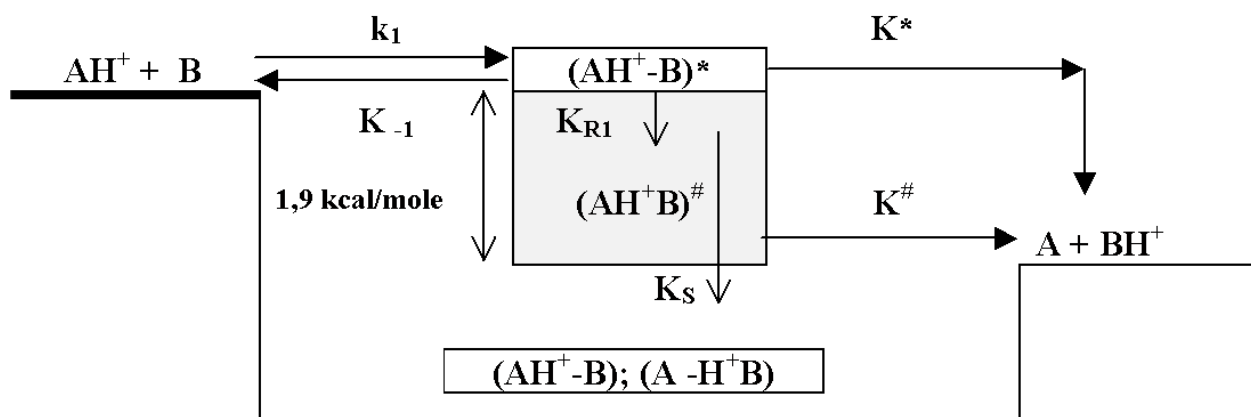 k₁
K*
AH⁺ + B
(AH⁺-B)*
K ₋₁
K_R1
1,9 kcal/mole
(AH⁺B)^#
K^#
A + BH⁺
K_S
(AH⁺-B); (A -H⁺B)